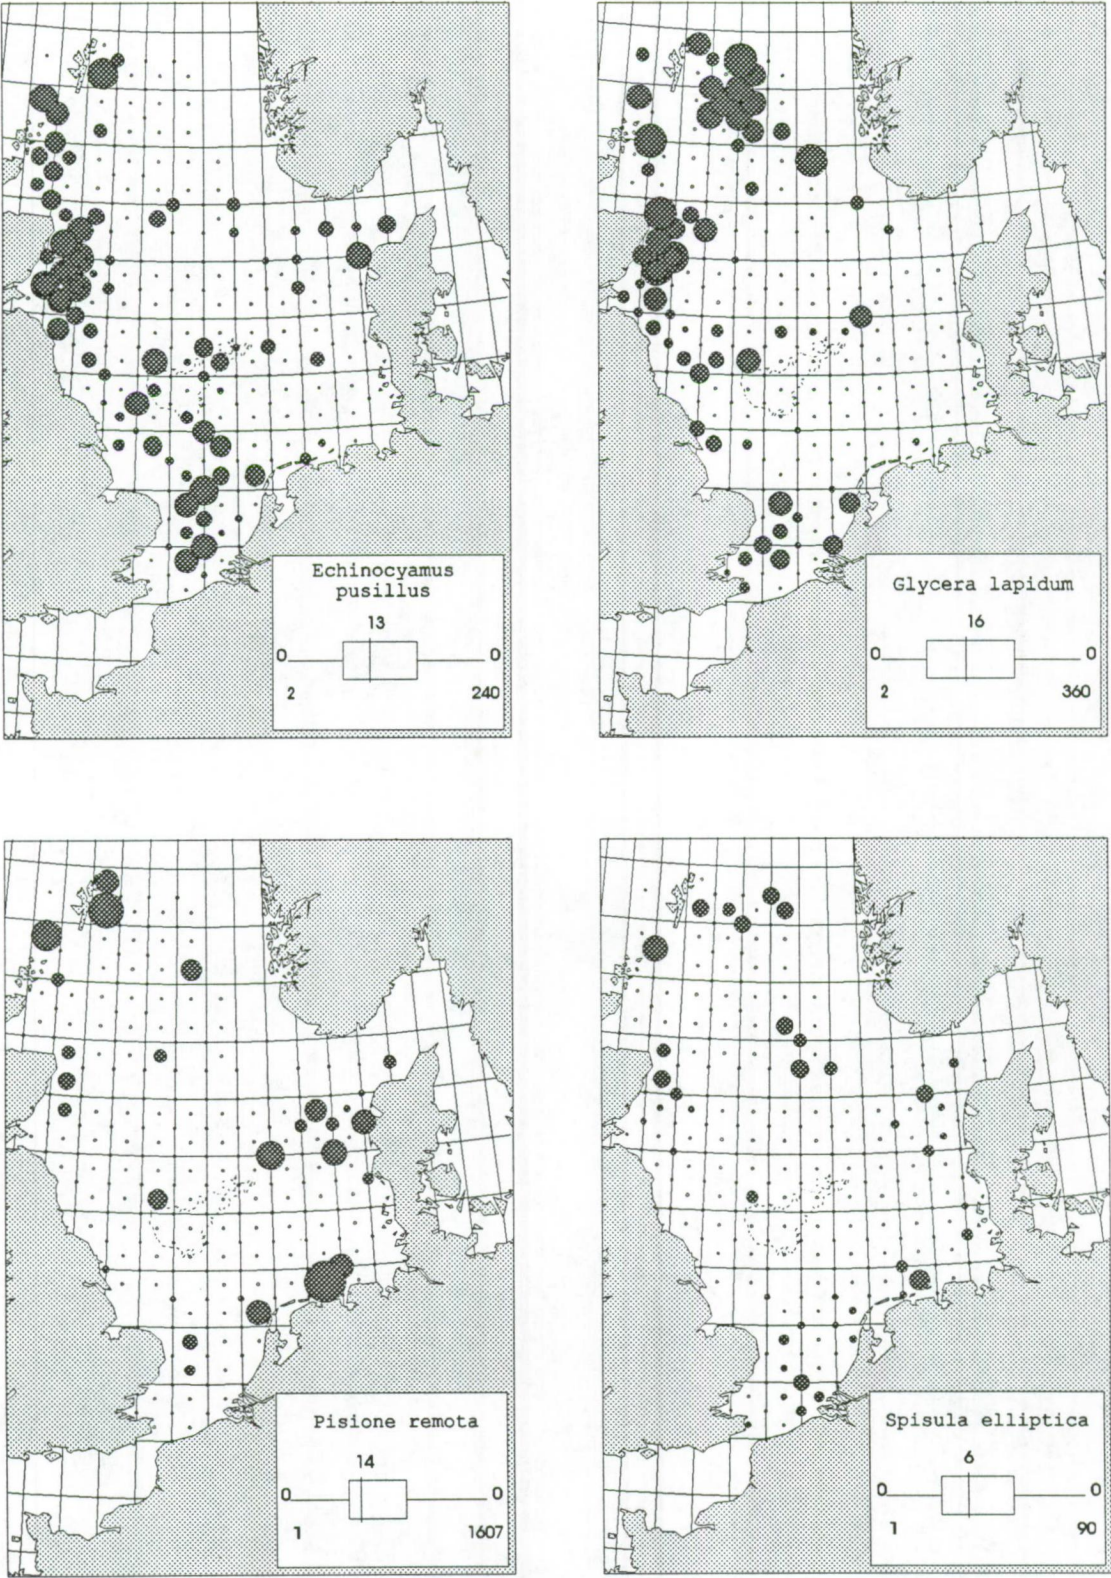 Echinocyamus
pusillus
13
0 0
2 240
Glycera lapidum
16
0 0
2 360
Pisione remota
14
0 0
1 1607
Spisula elliptica
6
0 0
1 90